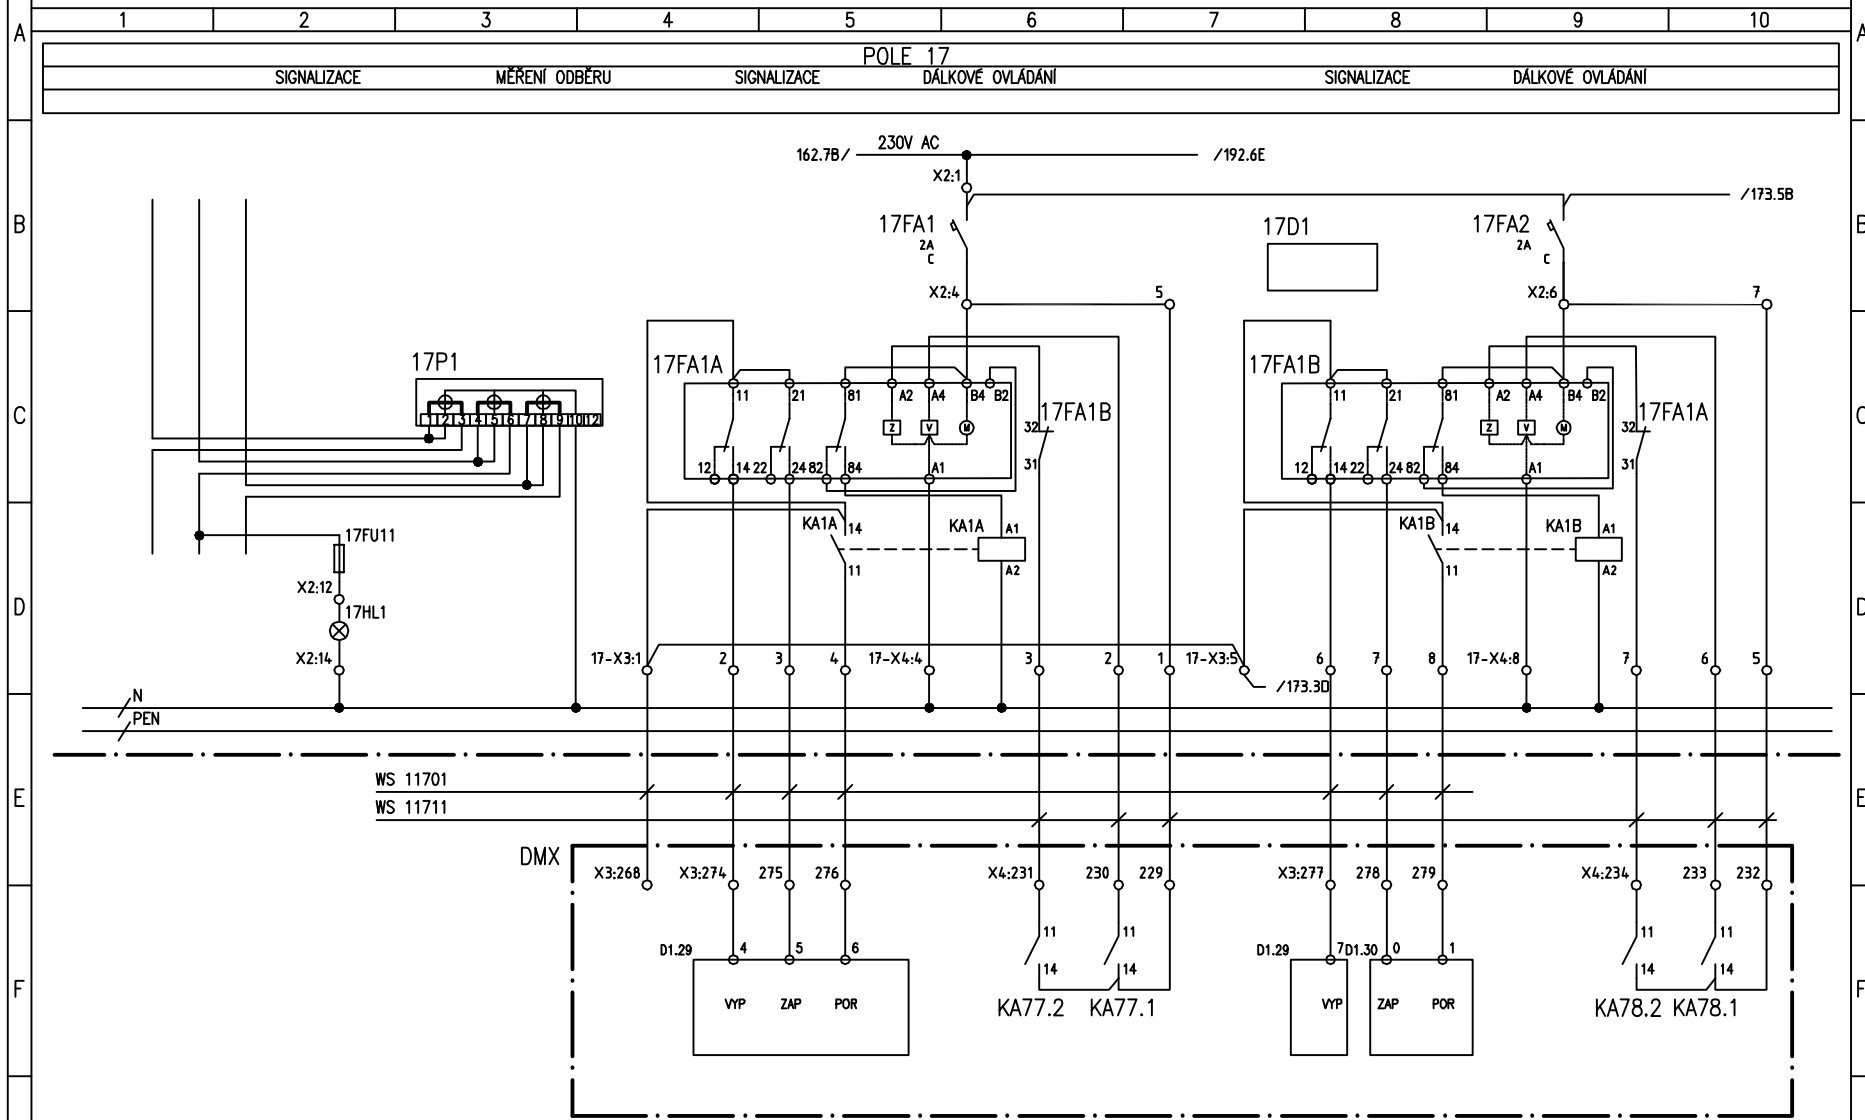 1 2 3 4 5 6 7 8 9 10
A A
POLE 17
SIGNALIZACE MĚŘENÍ ODBĚRU SIGNALIZACE DÁLKOVÉ OVLÁDÁNÍ SIGNALIZACE DÁLKOVÉ OVLÁDÁNÍ
230V AC
162.7B/ /192.6E
X2:1
/173.5B
B 17FA1 17D1 17FA2 B
2A 2A
C C
X2:4 5 X2:6 7
17P1 17FA1A 17FA1B
11 21 81 A2 A4 B4 B2 11 21 81 A2 A4 B4 B2
C 17FA1B 17FA1A C
1 2 3 4 5 6 7 8 9 10 12
Z V M 32 Z V M 32
31 31
12 14 22 24 82 84 A1 12 14 22 24 82 84 A1
KA1A 14 KA1A A1 KA1B 14 KA1B A1
17FU11
11 A2 11 A2
X2:12
D 17HL1 D
X2:14 17-X3:1 2 3 4 17-X4:4 3 2 1 17-X3:5 6 7 8 17-X4:8 7 6 5
/173.3D
N
PEN
WS 11701
E E
WS 11711
DMX
X3:268 X3:274 275 276 X4:231 230 229 X3:277 278 279 X4:234 233 232
11 11 11 11
D1.29 4 5 6 D1.29 7 D1.30 0 1
14 14 14 14
F F
VYP ZAP POR KA77.2 KA77.1 VYP ZAP POR KA78.2 KA78.1